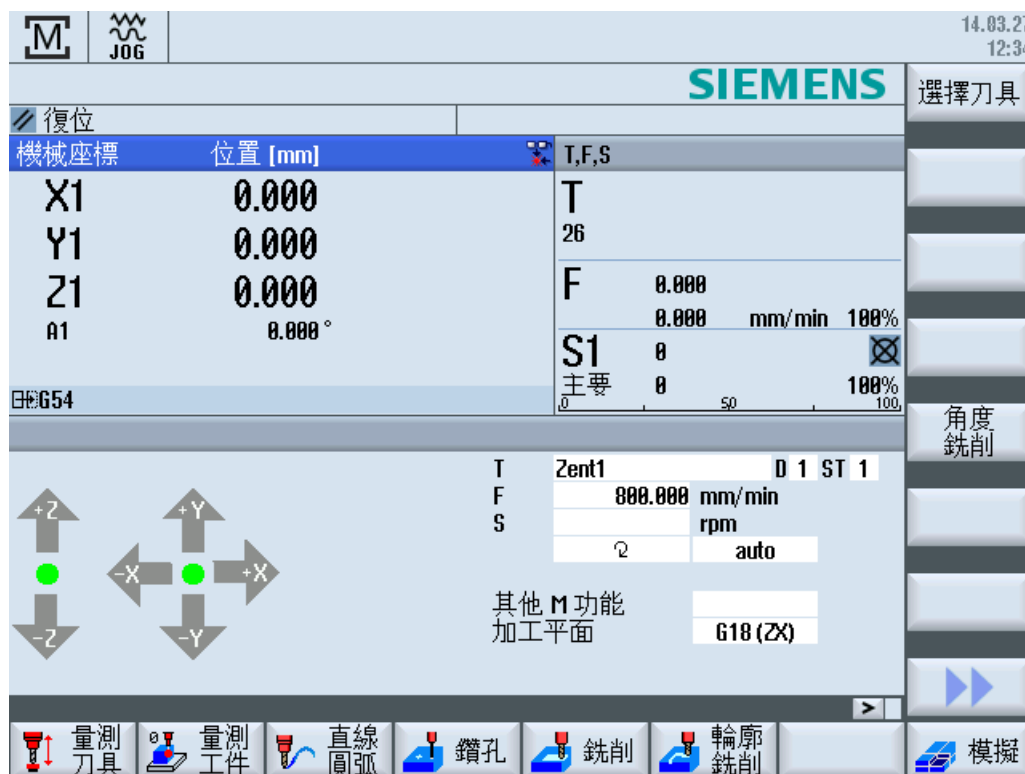 M
JOG
14.03.27
12:34
SIEMENS
選擇刀具
復位
機械座標 位置 [mm]
T,F,S
X1 0.000
Y1 0.000
Z1 0.000
A1 0.000 °
G54
T
26
F 0.000
0.000 mm/min 100%
S1 0
主要 0 100%
0 50 100
角度
銑削
T Zent1 D 1 ST 1
F 800.000 mm/min
S rpm
auto
其他 M 功能
加工平面 G18 (ZX)
+Z
-Z
+Y
-X +X
-Y
>
量測
刀具
量測
工件
直線
圓弧
鑽孔
銑削
輪廓
銑削
模擬